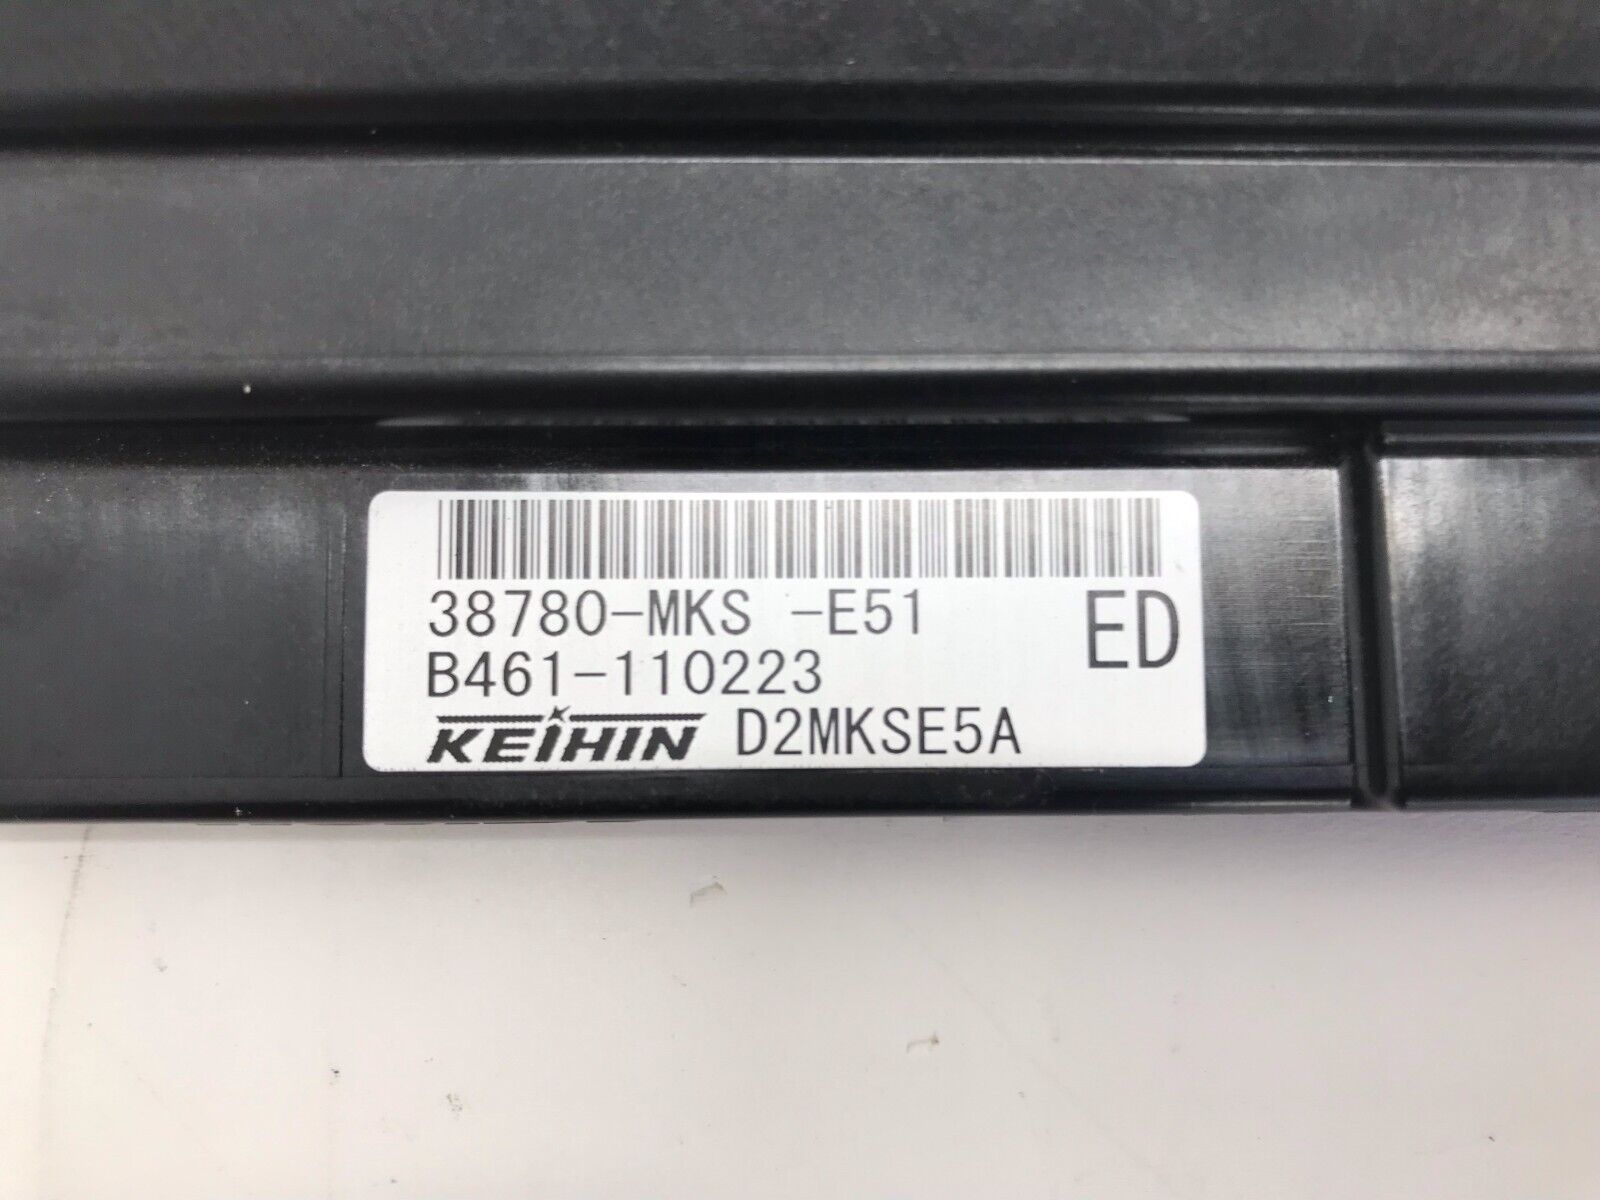 38780-MKS -E51 ED
B461-110223
KEIHIN D2MKSE5A